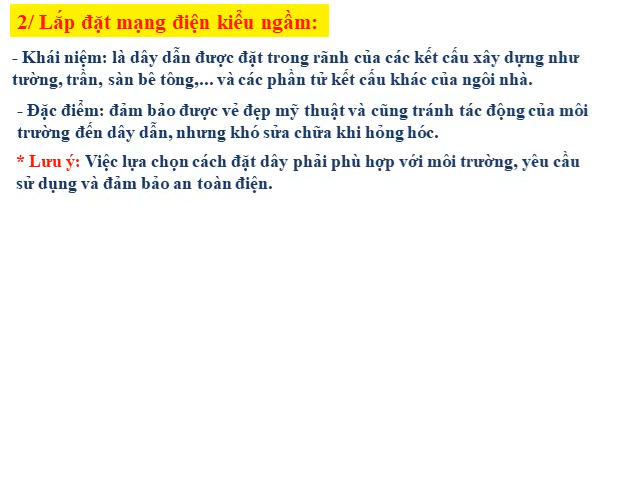 2/ Lắp đặt mạng điện kiểu ngầm:
- Khái niệm: là dây dẫn được đặt trong rãnh của các kết cấu xây dựng như
tường, trần, sàn bê tông,... và các phần tử kết cấu khác của ngôi nhà.
- Đặc điểm: đảm bảo được vẻ đẹp mỹ thuật và cũng tránh tác động của môi
trường đến dây dẫn, nhưng khó sửa chữa khi hỏng hóc.
* Lưu ý: Việc lựa chọn cách đặt dây phải phù hợp với môi trường, yêu cầu
sử dụng và đảm bảo an toàn điện.